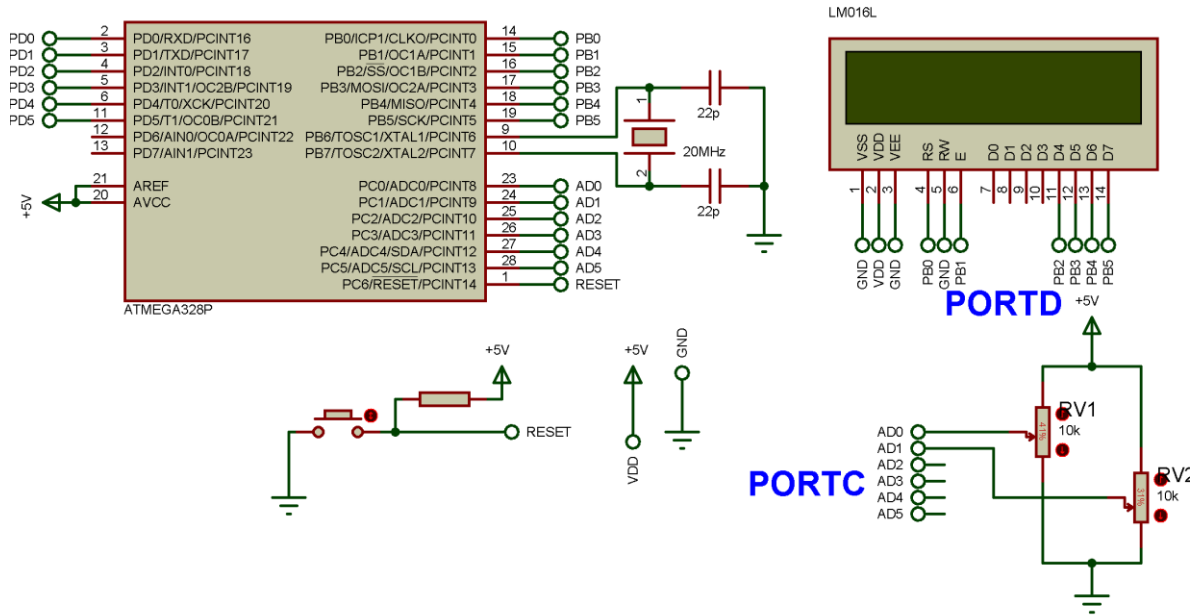 LM016L
PD0 2 PD0/RXD/PCINT16 PB0/ICP1/CLKO/PCINT0 14 PB0
PD1 3 PD1/TXD/PCINT17 PB1/OC1A/PCINT1 15 PB1
PD2 4 PD2/INT0/PCINT18 PB2/SS/OC1B/PCINT2 16 PB2
PD3 5 PD3/INT1/OC2B/PCINT19 PB3/MOSI/OC2A/PCINT3 17 PB3
PD4 6 PD4/T0/XCK/PCINT20 PB4/MISO/PCINT4 18 PB4
PD5 11 PD5/T1/OC0B/PCINT21 PB5/SCK/PCINT5 19 PB5
12 PD6/AIN0/OC0A/PCINT22 PB6/TOSC1/XTAL1/PCINT6 9
13 PD7/AIN1/PCINT23 PB7/TOSC2/XTAL2/PCINT7 10
21 AREF PC0/ADC0/PCINT8 23 AD0
20 AVCC PC1/ADC1/PCINT9 24 AD1
+5V
PC2/ADC2/PCINT10 25 AD2
PC3/ADC3/PCINT11 26 AD3
PC4/ADC4/SDA/PCINT12 27 AD4
PC5/ADC5/SCL/PCINT13 28 AD5
PC6/RESET/PCINT14 1 RESET
ATMEGA328P
1
2
20MHz
22p
22p
VSS VDD VEE RS RW E D0 D1 D2 D3 D4 D5 D6 D7
1 2 3 4 5 6 7 8 9 10 11 12 13 14
GND VDD GND PB0 GND PB1 PB2 PB3 PB4 PB5
PORTD
+5V
+5V
RESET
+5V
VDD
GND
PORTC
AD0
AD1
AD2
AD3
AD4
AD5
RV1
10k
41%
RV2
10k
31%